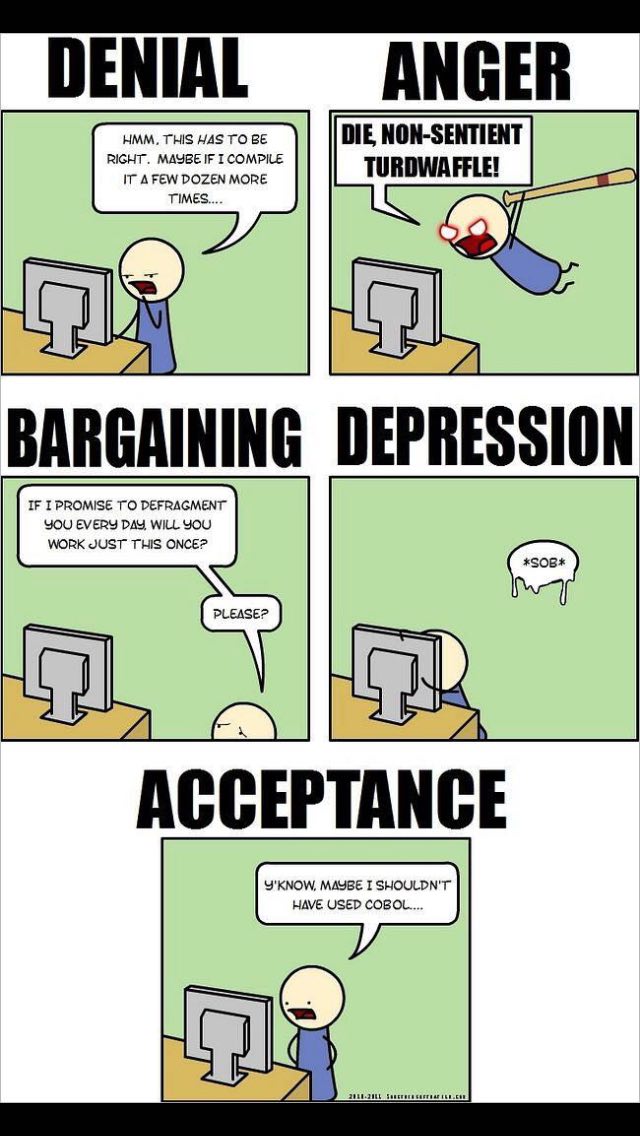 DENIAL
ANGER
HMM, THIS HAS TO BE
RIGHT. MAYBE IF I COMPILE
IT A FEW DOZEN MORE
TIMES....
DIE, NON-SENTIENT
TURDWAFFLE!
BARGAINING
DEPRESSION
IF I PROMISE TO DEFRAGMENT
YOU EVERY DAY, WILL YOU
WORK JUST THIS ONCE?
PLEASE?
*SOB*
ACCEPTANCE
Y'KNOW, MAYBE I SHOULDN'T
HAVE USED COBOL....
2010-2011